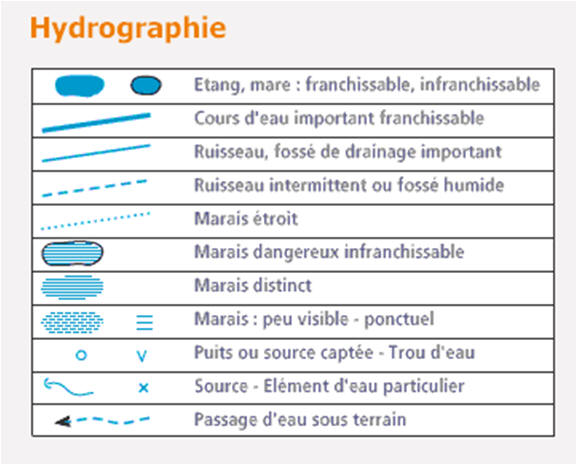 Hydrographie
Etang, mare : franchissable, infranchissable
Cours d'eau important franchissable
Ruisseau, fossé de drainage important
Ruisseau intermittent ou fossé humide
Marais étroit
Marais dangereux infranchissable
Marais distinct
Marais : peu visible - ponctuel
Puits ou source captée - Trou d'eau
Source - Elément d'eau particulier
Passage d'eau sous terrain